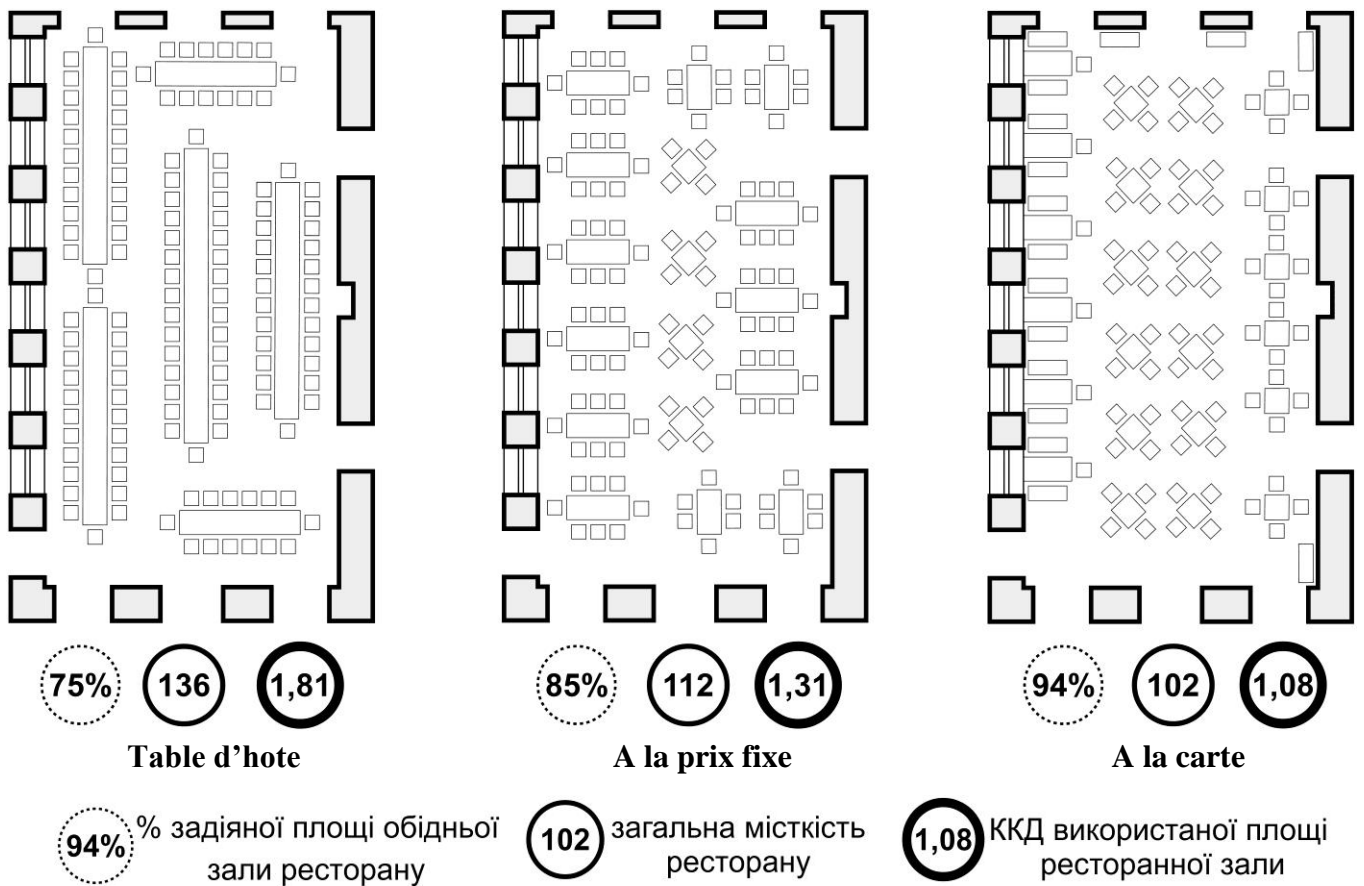 75% 136 1,81
85% 112 1,31
94% 102 1,08
Table d’hote
A la prix fixe
A la carte
94% % задіяної площі обідньої
зали ресторану
102 загальна місткість
ресторану
1,08 ККД використаної площі
ресторанної зали